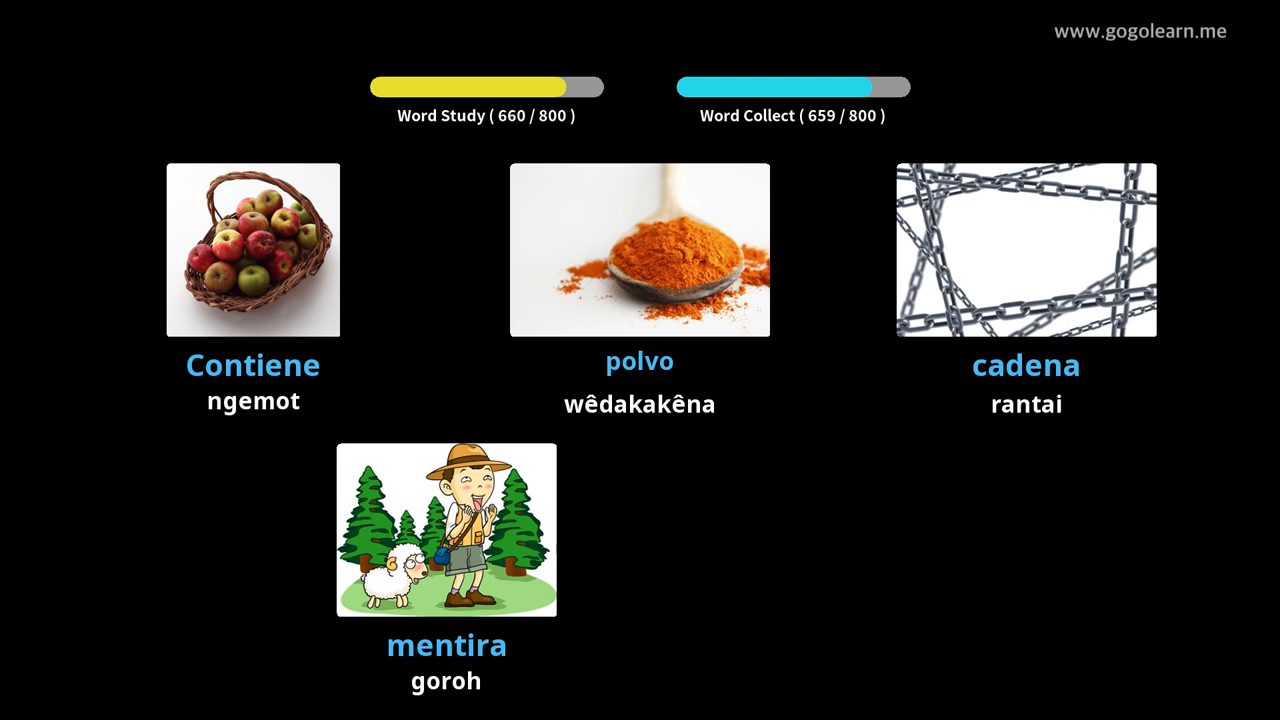 www.gogolearn.me
Word Study ( 660 / 800 )
Word Collect ( 659 / 800 )
Contiene
ngemot
polvo
wêdakakêna
cadena
rantai
mentira
goroh